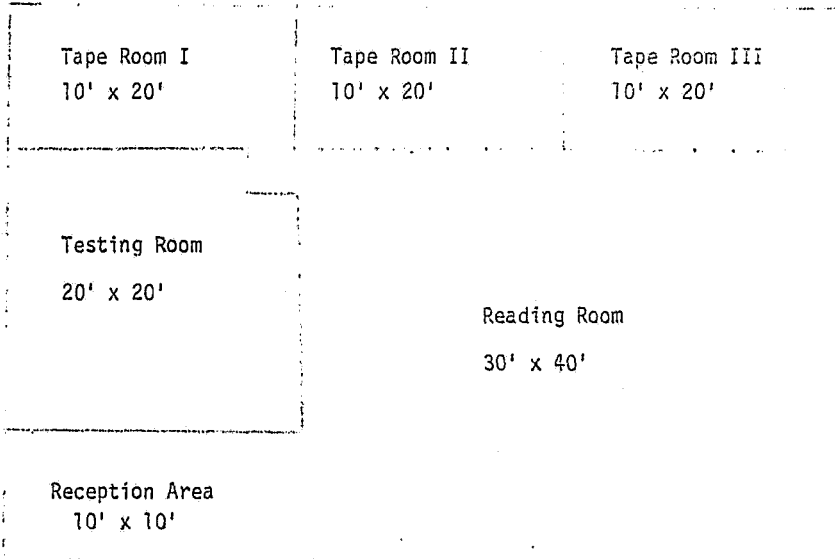 Tape Room I
10' x 20'
Tape Room II
10' x 20'
Tape Room III
10' x 20'
Testing Room
20' x 20'
Reading Room
30' x 40'
Reception Area
10' x 10'